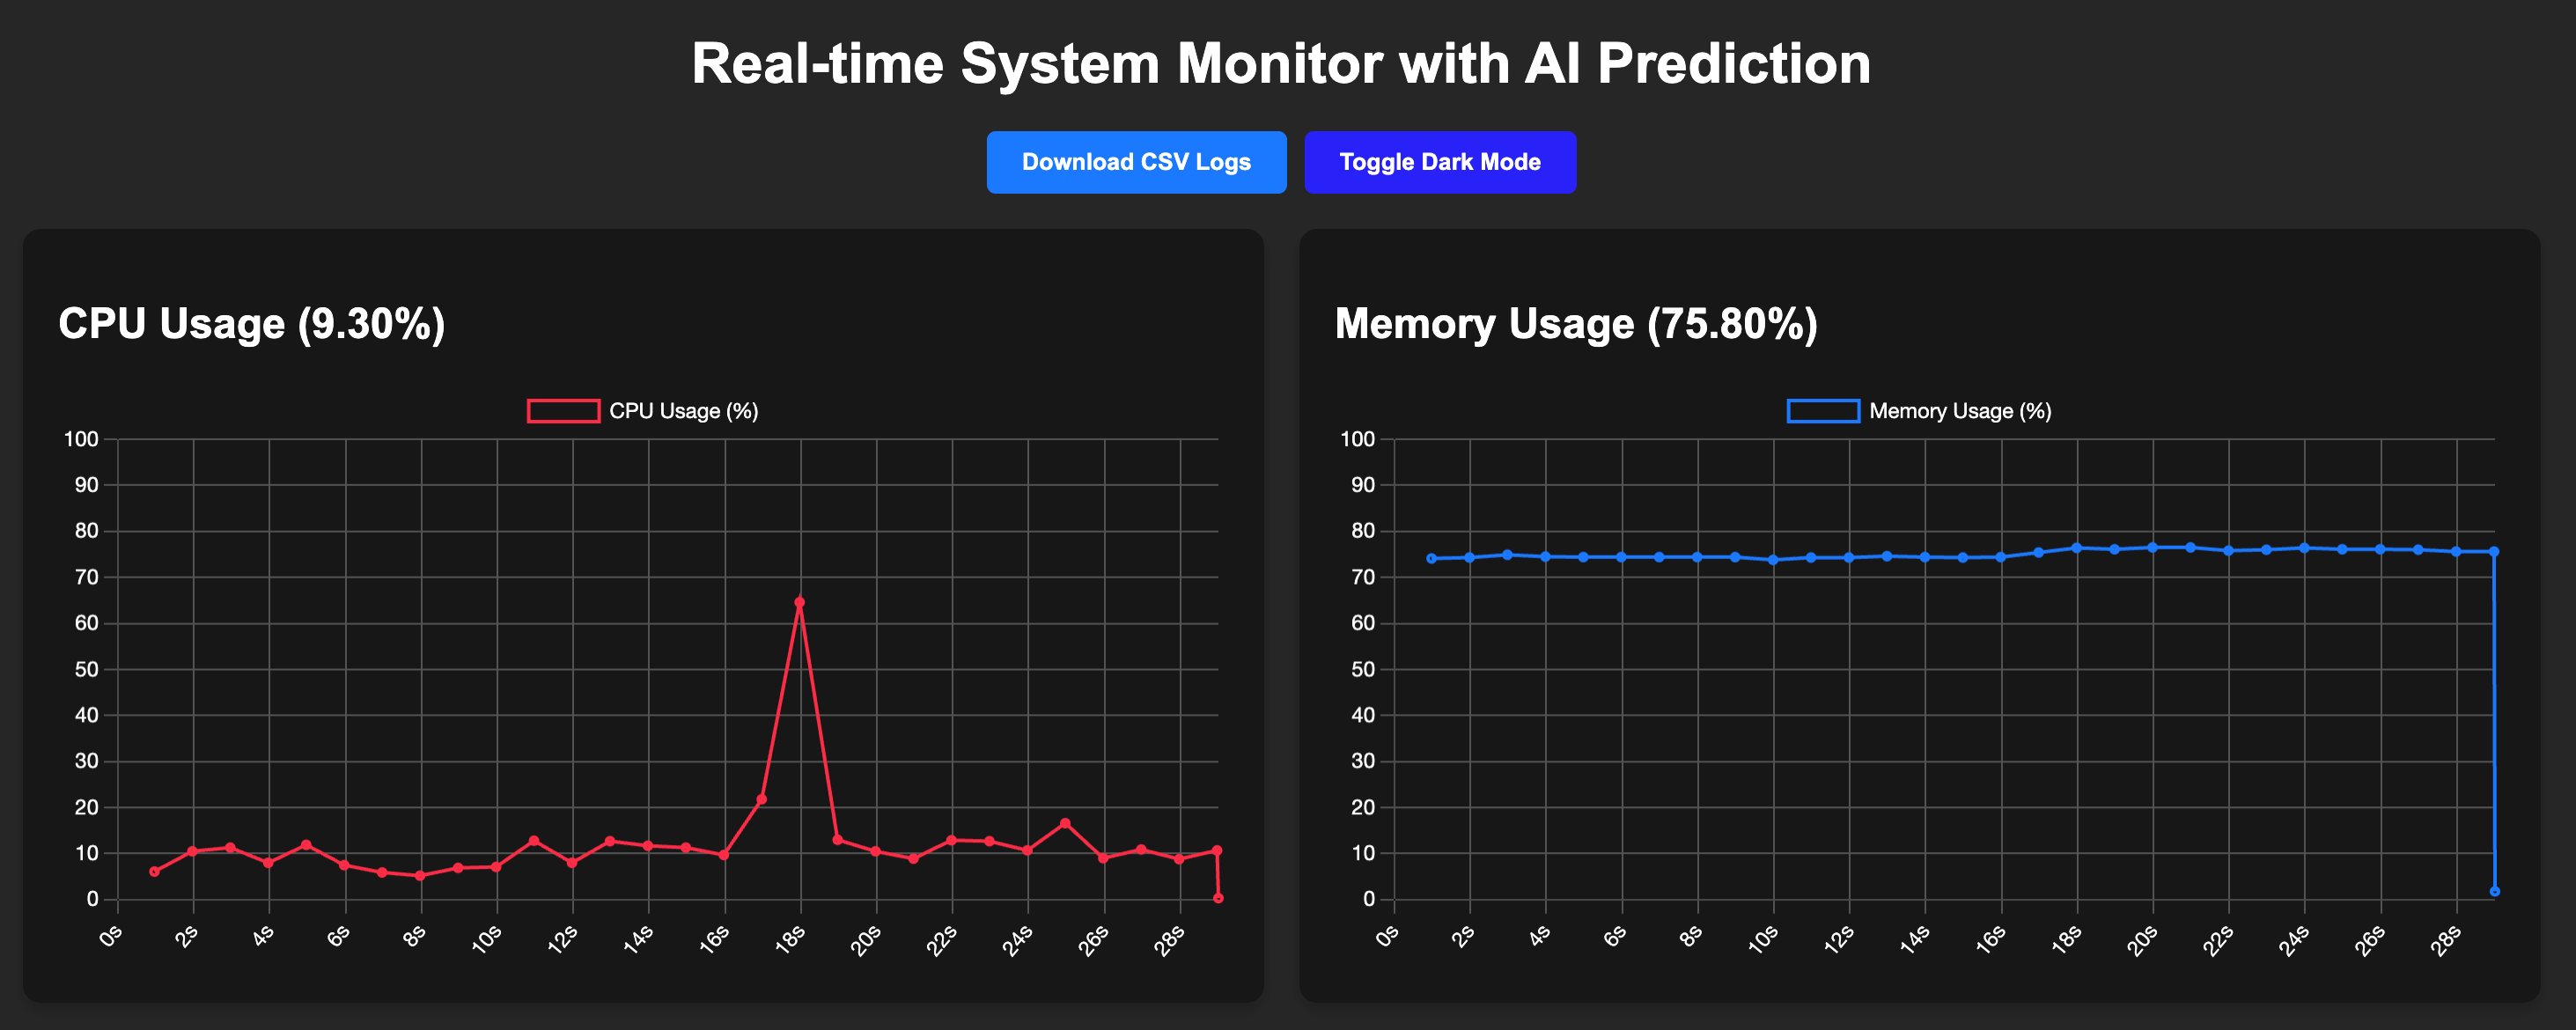 Real-time System Monitor with AI Prediction
Download CSV Logs
Toggle Dark Mode
CPU Usage (9.30%)
CPU Usage (%)
100
90
80
70
60
50
40
30
20
10
0
0s
2s
4s
6s
8s
10s
12s
14s
16s
18s
20s
22s
24s
26s
28s
Memory Usage (75.80%)
Memory Usage (%)
100
90
80
70
60
50
40
30
20
10
0
0s
2s
4s
6s
8s
10s
12s
14s
16s
18s
20s
22s
24s
26s
28s